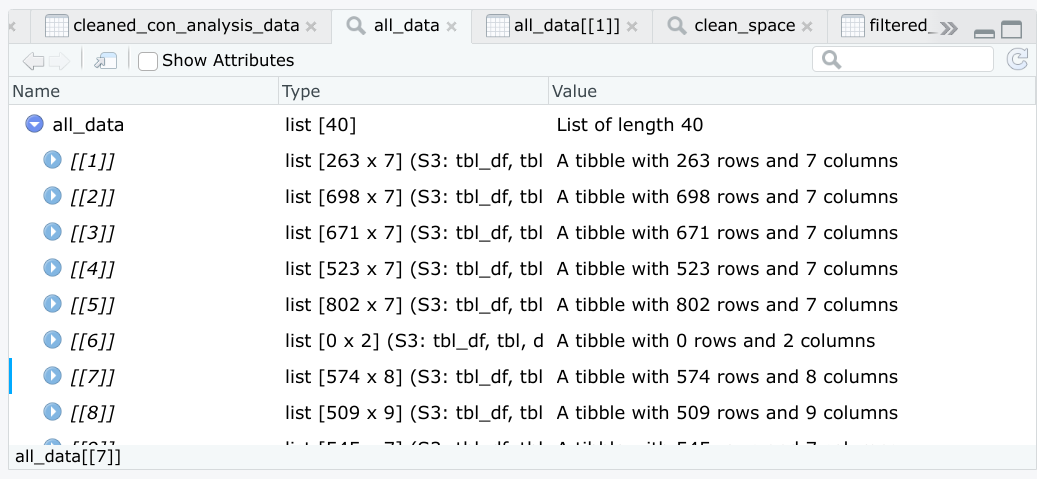 cleaned_con_analysis_data × all_data × all_data[[1]] × clean_space × filtered_
Show Attributes
Name Type Value
all_data list [40] List of length 40
[[1]] list [263 x 7] (S3: tbl_df, tbl A tibble with 263 rows and 7 columns
[[2]] list [698 x 7] (S3: tbl_df, tbl A tibble with 698 rows and 7 columns
[[3]] list [671 x 7] (S3: tbl_df, tbl A tibble with 671 rows and 7 columns
[[4]] list [523 x 7] (S3: tbl_df, tbl A tibble with 523 rows and 7 columns
[[5]] list [802 x 7] (S3: tbl_df, tbl A tibble with 802 rows and 7 columns
[[6]] list [0 x 2] (S3: tbl_df, tbl, d A tibble with 0 rows and 2 columns
[[7]] list [574 x 8] (S3: tbl_df, tbl A tibble with 574 rows and 8 columns
[[8]] list [509 x 9] (S3: tbl_df, tbl A tibble with 509 rows and 9 columns
all_data[[7]]